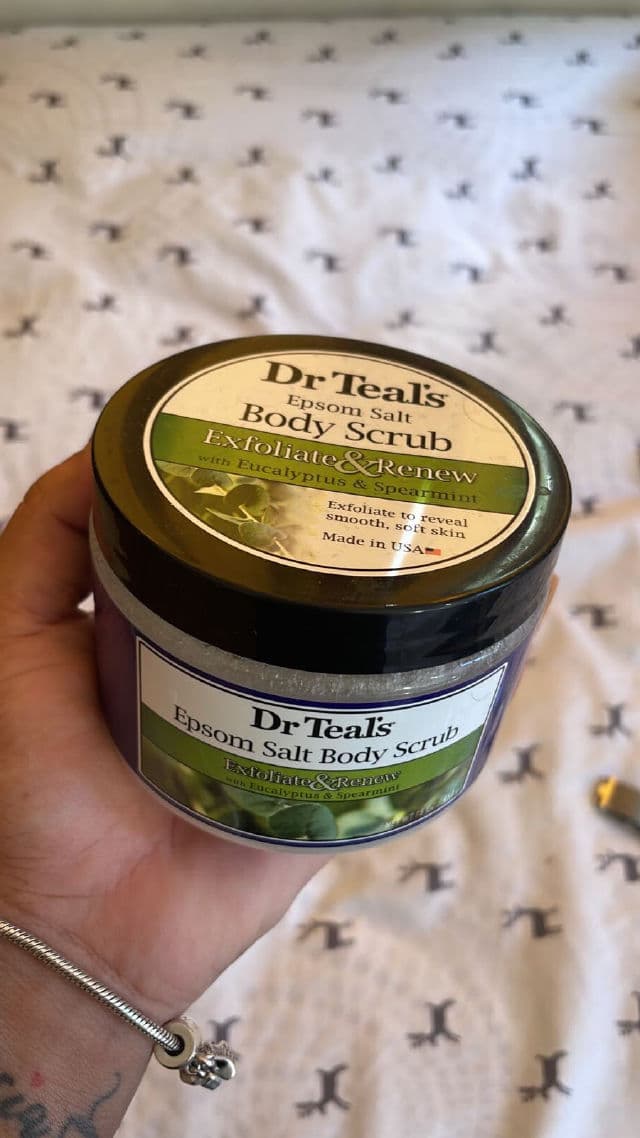 Dr Teal's
Epsom Salt
Body Scrub
Exfoliate & Renew
with Eucalyptus & Spearmint
Exfoliate to reveal
smooth, soft skin
Made in USA
Dr Teal's
Epsom Salt Body Scrub
Exfoliate & Renew
with Eucalyptus & Spearmint